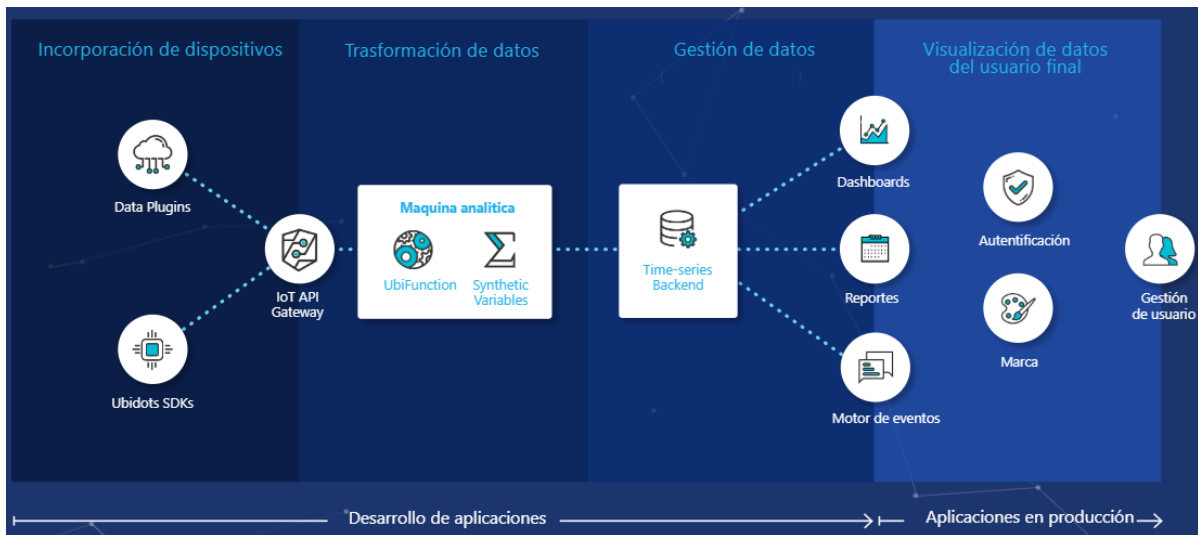 Incorporación de dispositivos
Trasformación de datos
Gestión de datos
Visualización de datos
del usuario final
Data Plugins
Ubidots SDKs
IoT API
Gateway
Maquina analitica
UbiFunction
Synthetic
Variables
Time-series
Backend
Dashboards
Reportes
Motor de eventos
Autentificación
Marca
Gestión
de usuario
Desarrollo de aplicaciones
Aplicaciones en producción